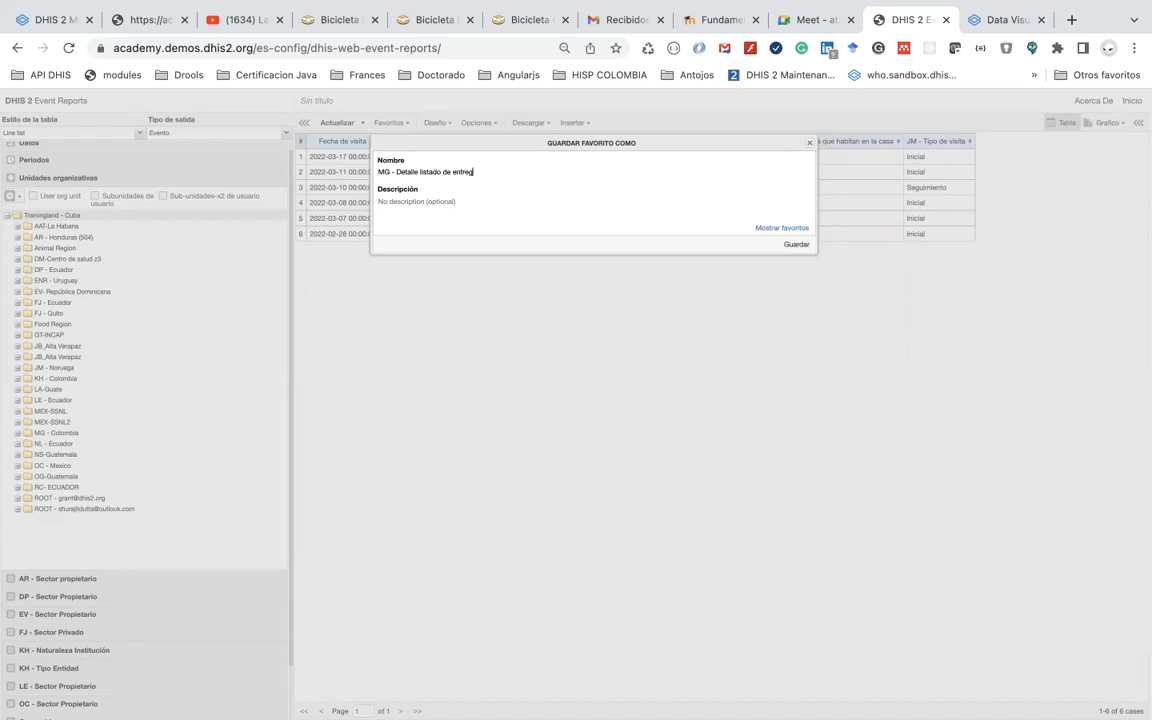 DHIS 2 M
https://ac
(1634) La
Bicicleta
Bicicleta
Bicicleta
Recibidos
Fundame
Meet - at
DHIS 2 Ev
Data Visu
academy.demos.dhis2.org/es-config/dhis-web-event-reports/
API DHIS
modules
Drools
Certificacion Java
Frances
Doctorado
Angularjs
HISP COLOMBIA
Antojos
DHIS 2 Maintenan...
who.sandbox.dhis...
»
Otros favoritos
DHIS 2 Event Reports
Sin título
Acerca De
Inicio
Estilo de la tabla
Tipo de salida
Line list
Evento
Actualizar
Favoritos
Diseño
Opciones
Descargar
Insertar
Tabla
Grafico
Datos
Periodos
Unidades organizativas
User org unit
Subunidades de usuario
Sub-unidades-x2 de usuario
Trainingland - Cuba
AAT-La Habana
AR - Honduras (504)
Animal Region
DM-Centro de salud z3
DP - Ecuador
ENR - Uruguay
EV- República Dominicana
FJ - Ecuador
FJ - Quito
Food Region
GT-INCAP
JB_Alta Verapaz
JB_Alta Verapaz
JM - Noruega
KH - Colombia
LA-Guate
LE - Ecuador
MEX-SSNL
MEX-SSNL2
MG - Colombia
NL - Ecuador
NS-Guatemala
OC - Mexico
OG-Guatemala
RC- ECUADOR
ROOT - grant@dhis2.org
ROOT - shurajitdutta@outlook.com
AR - Sector propietario
DP - Sector Propietario
EV - Sector Propietario
FJ - Sector Privado
KH - Naturaleza Institución
KH - Tipo Entidad
LE - Sector Propietario
OC - Sector Propietario
# Fecha de visita
s que habitan en la casa
JM - Tipo de visita
1 2022-03-17 00:00:0 Inicial
2 2022-03-11 00:00:0 Inicial
3 2022-03-10 00:00:0 Seguimiento
4 2022-03-08 00:00:0 Inicial
5 2022-03-07 00:00:0 Inicial
6 2022-02-28 00:00:0 Inicial
GUARDAR FAVORITO COMO
Nombre
MG - Detalle listado de entreg
Descripción
No description (optional)
Mostrar favoritos
Guardar
<< < Page 1 of 1 > >>
1-6 of 6 cases